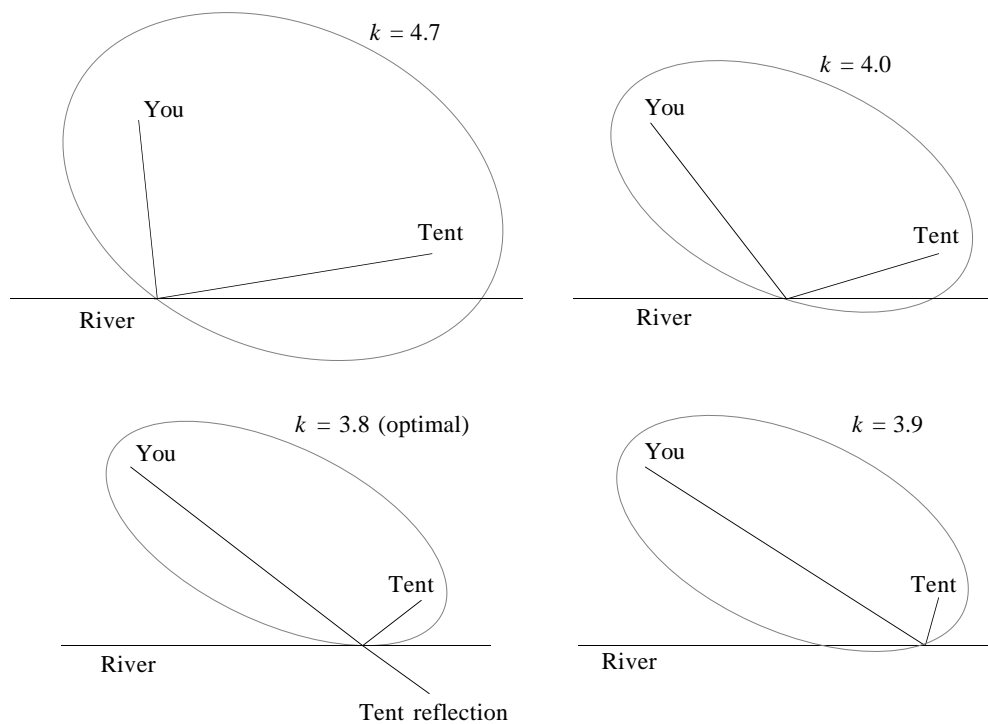 k = 4.7
You
Tent
River
k = 4.0
You
Tent
River
k = 3.8 (optimal)
You
Tent
River
Tent reflection
k = 3.9
You
Tent
River